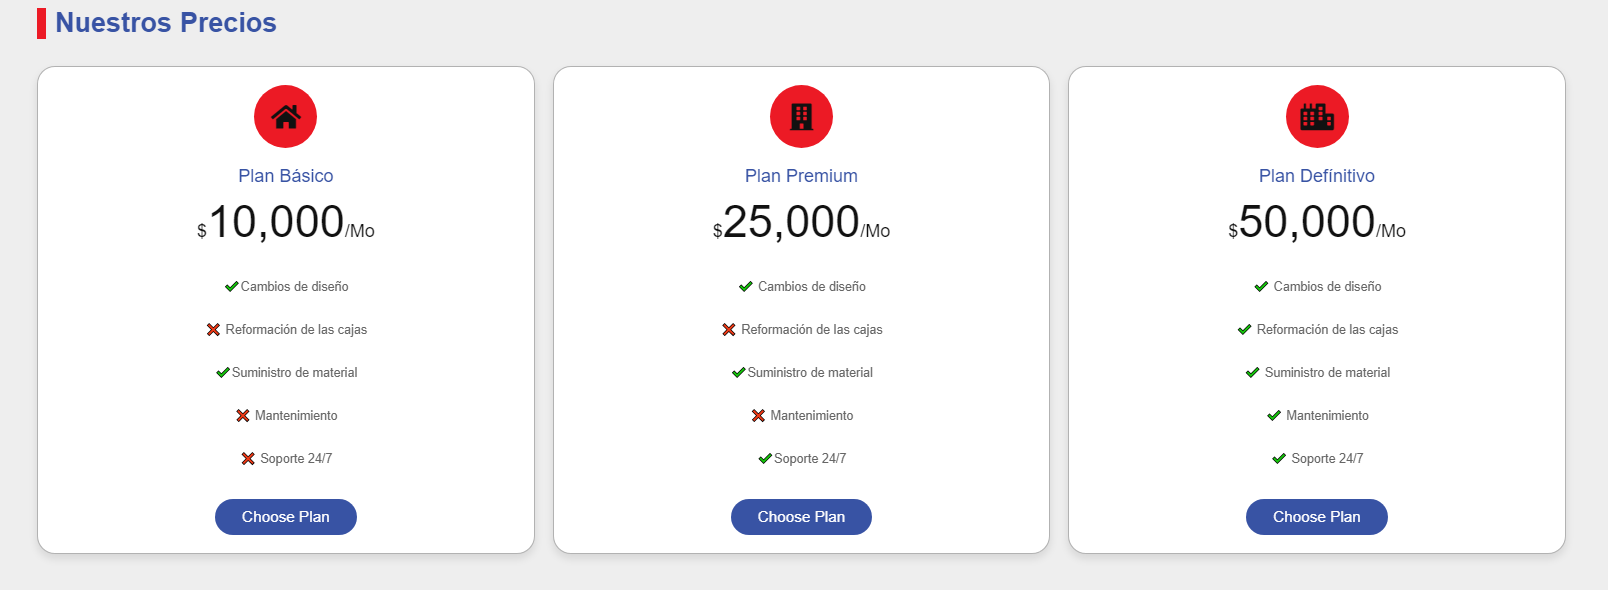 Nuestros Precios
Plan Básico
$10,000/Mo
Cambios de diseño
Reformación de las cajas
Suministro de material
Mantenimiento
Soporte 24/7
Choose Plan
Plan Premium
$25,000/Mo
Cambios de diseño
Reformación de las cajas
Suministro de material
Mantenimiento
Soporte 24/7
Choose Plan
Plan Defínitivo
$50,000/Mo
Cambios de diseño
Reformación de las cajas
Suministro de material
Mantenimiento
Soporte 24/7
Choose Plan